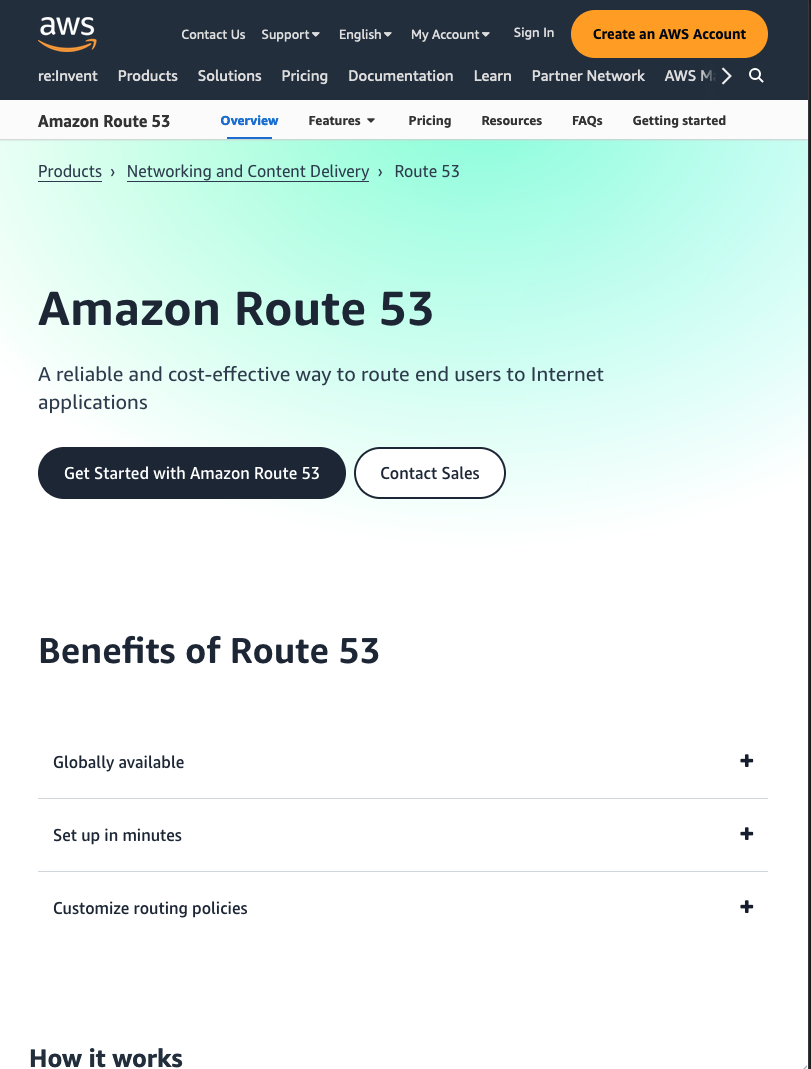 aws
Contact Us Support English My Account Sign In Create an AWS Account
re:Invent Products Solutions Pricing Documentation Learn Partner Network AWS
Amazon Route 53 Overview Features Pricing Resources FAQs Getting started
Products › Networking and Content Delivery › Route 53
Amazon Route 53
A reliable and cost-effective way to route end users to Internet
applications
Get Started with Amazon Route 53 Contact Sales
Benefits of Route 53
Globally available
Set up in minutes
Customize routing policies
How it works